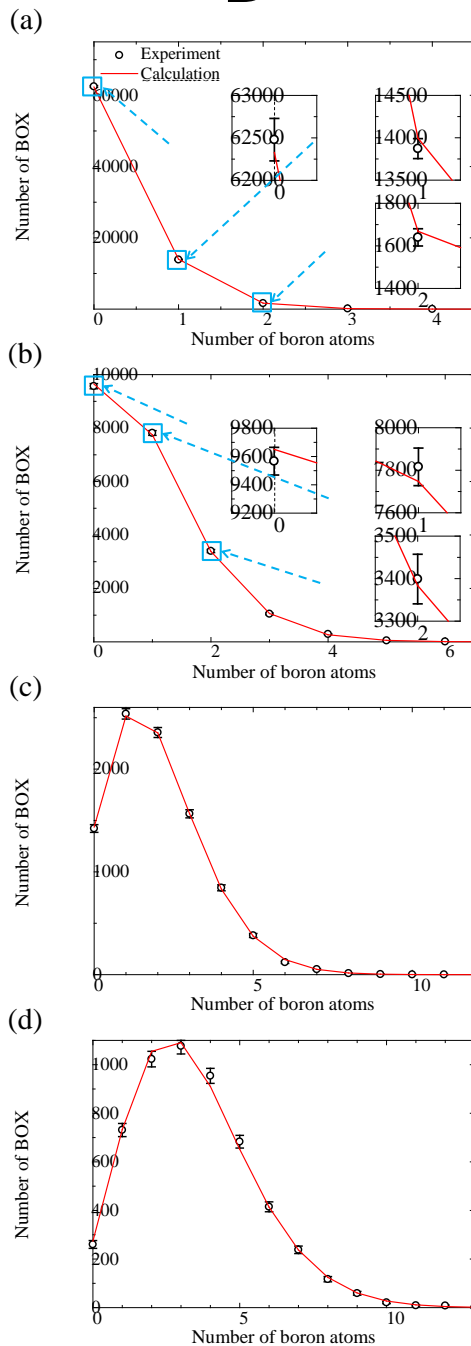 (a)
Experiment
Calculation
Number of BOX
60000
40000
20000
0
63000
62500
62000
0
14500
14000
13500
1
1800
1600
1400
2
0 1 2 3 4
Number of boron atoms
(b)
Number of BOX
10000
8000
6000
4000
2000
0
9800
9600
9400
9200
0
8000
7800
7600
1
3500
3400
3300
2
0 2 4 6
Number of boron atoms
(c)
Number of BOX
2000
1000
0
0 5 10
Number of boron atoms
(d)
Number of BOX
1000
800
600
400
200
0
0 5 10
Number of boron atoms